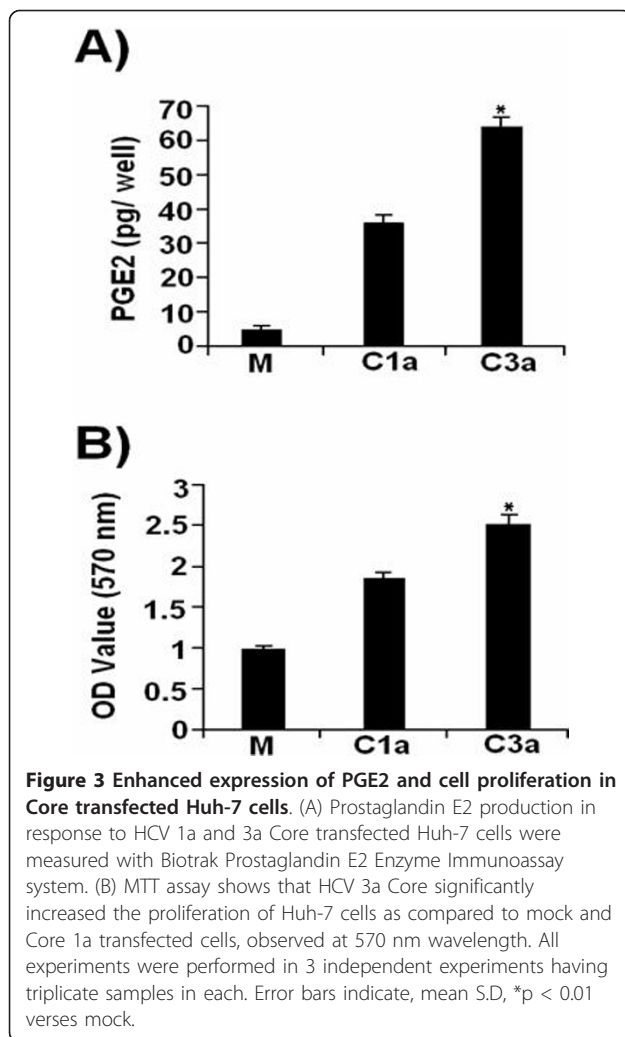 A)
PGE2 (pg/ well)
70
60
50
40
30
20
10
0
*
M C1a C3a
B)
OD Value (570 nm)
3
2.5
2
1.5
1
0.5
0
*
M C1a C3a
Figure 3 Enhanced expression of PGE2 and cell proliferation in
Core transfected Huh-7 cells. (A) Prostaglandin E2 production in
response to HCV 1a and 3a Core transfected Huh-7 cells were
measured with Biotrak Prostaglandin E2 Enzyme Immunoassay
system. (B) MTT assay shows that HCV 3a Core significantly
increased the proliferation of Huh-7 cells as compared to mock and
Core 1a transfected cells, observed at 570 nm wavelength. All
experiments were performed in 3 independent experiments having
triplicate samples in each. Error bars indicate, mean S.D, *p < 0.01
verses mock.